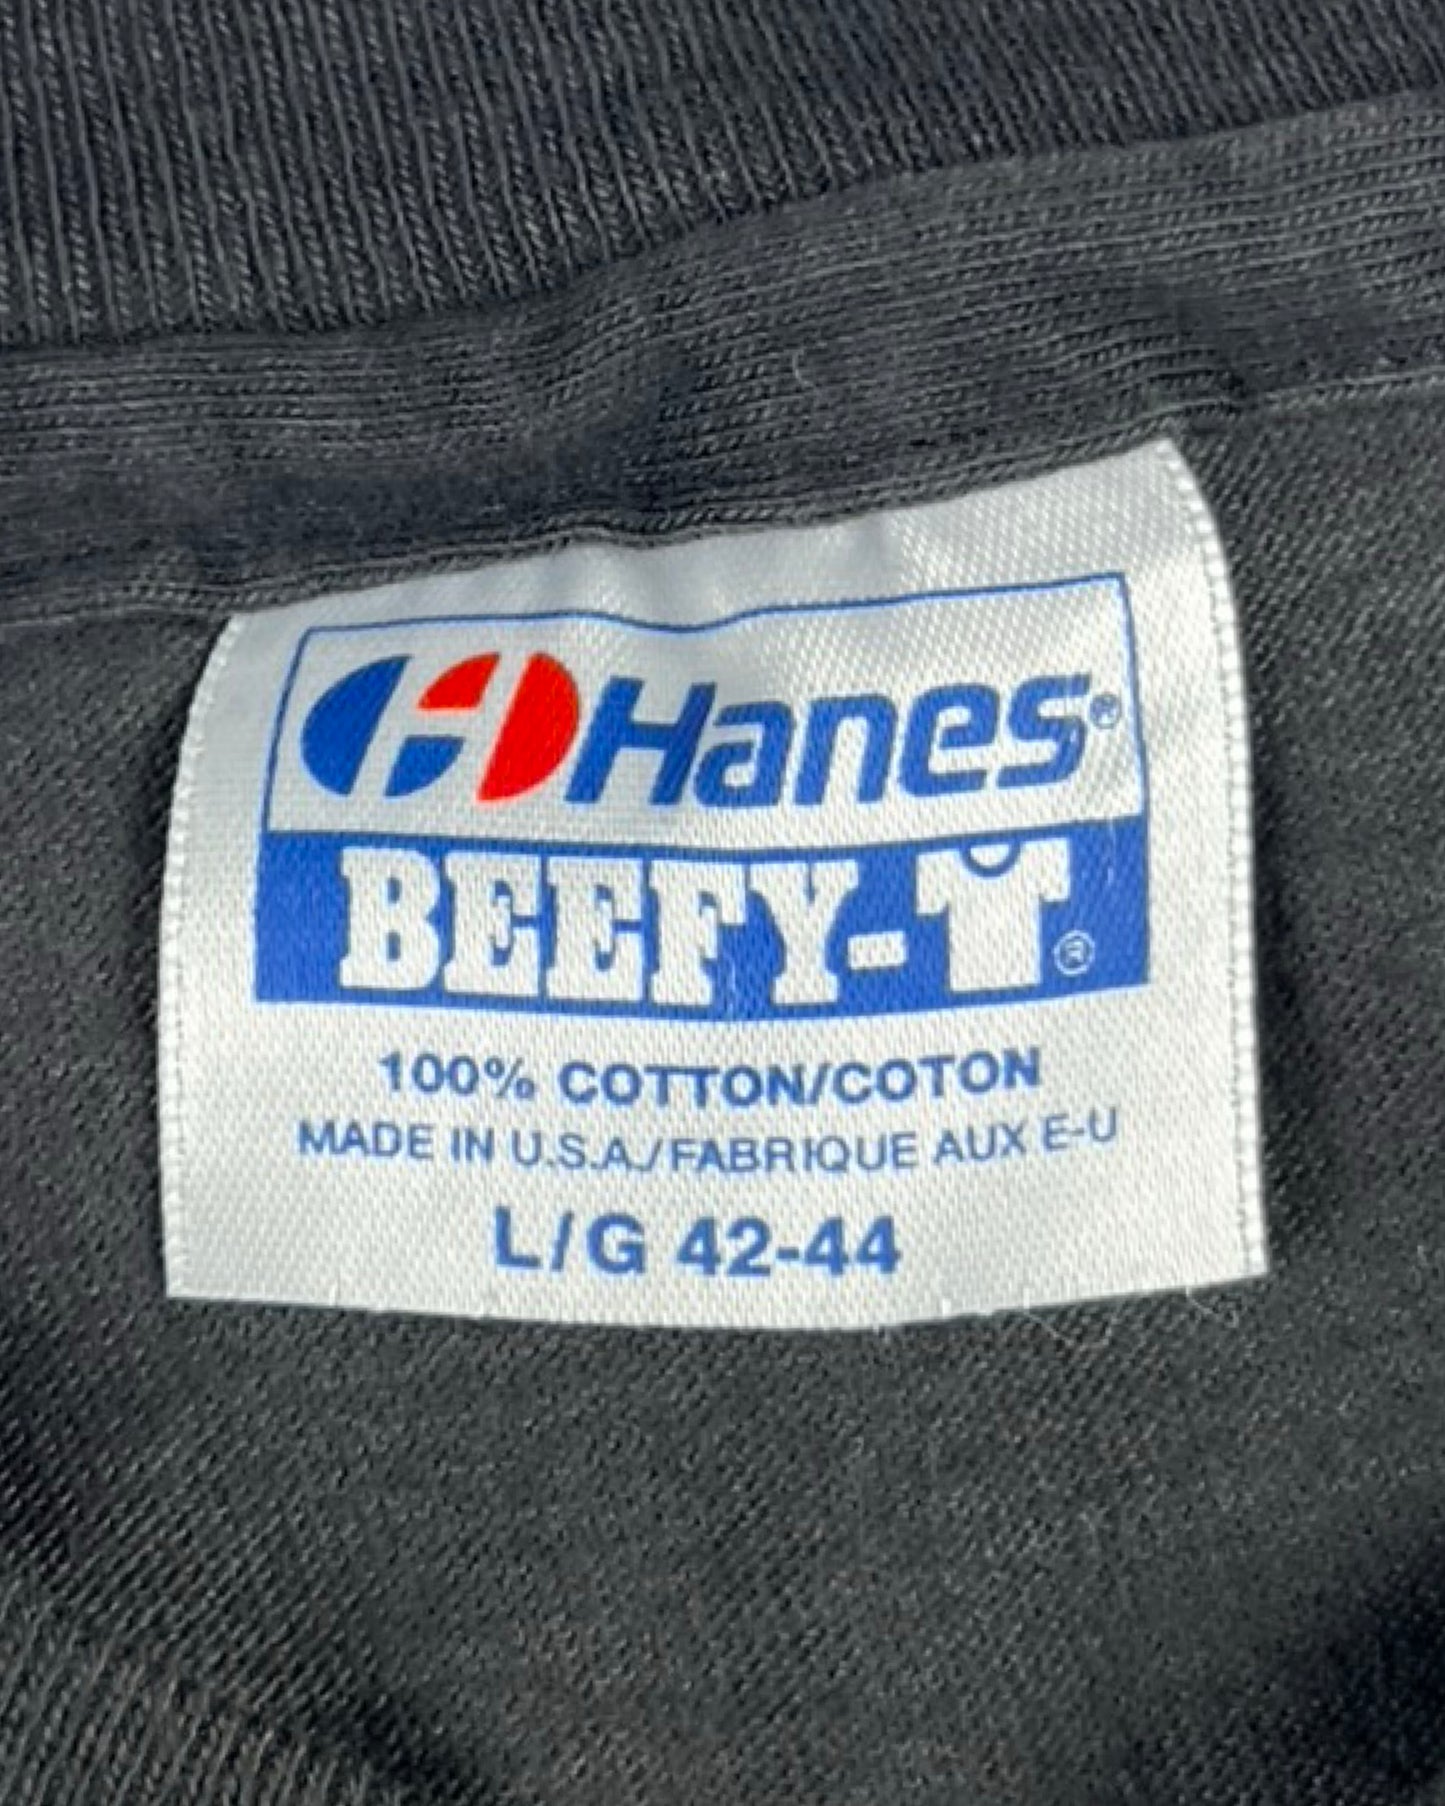 Hanes®
BEEFY-T®
100% COTTON/COTON
MADE IN U.S.A./FABRIQUE AUX E-U
L/G 42-44